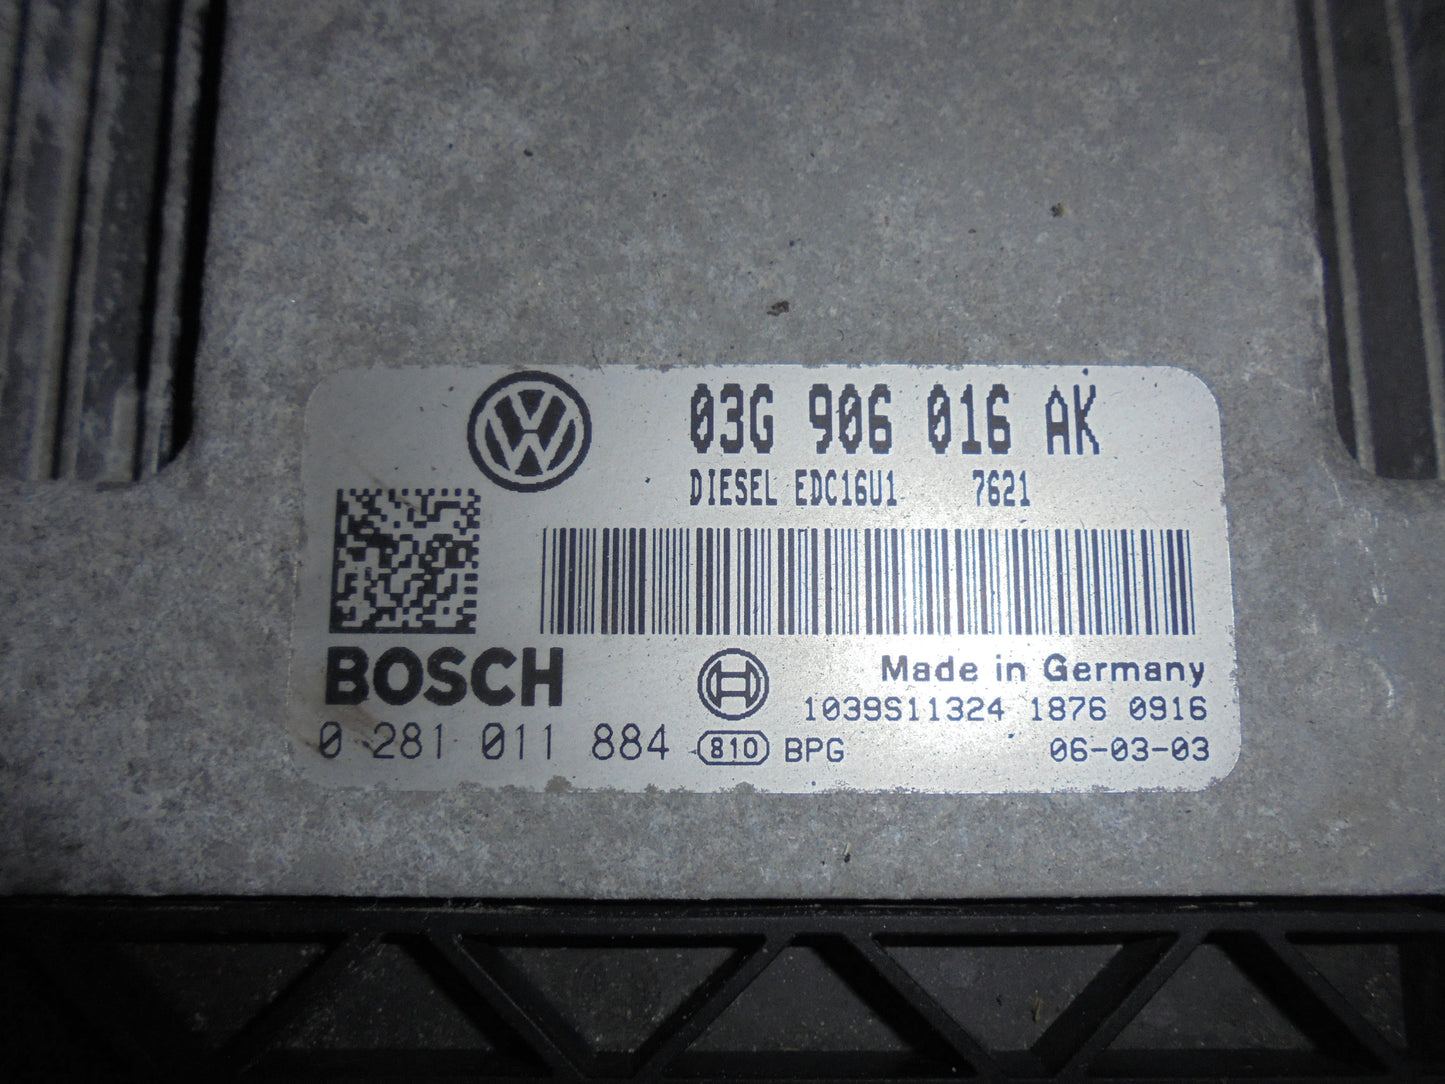 03G 906 016 AK
DIESEL EDC16U1 7621
BOSCH
Made in Germany
1039S11324 1876 0916
0 281 011 884 810 BPG 06-03-03